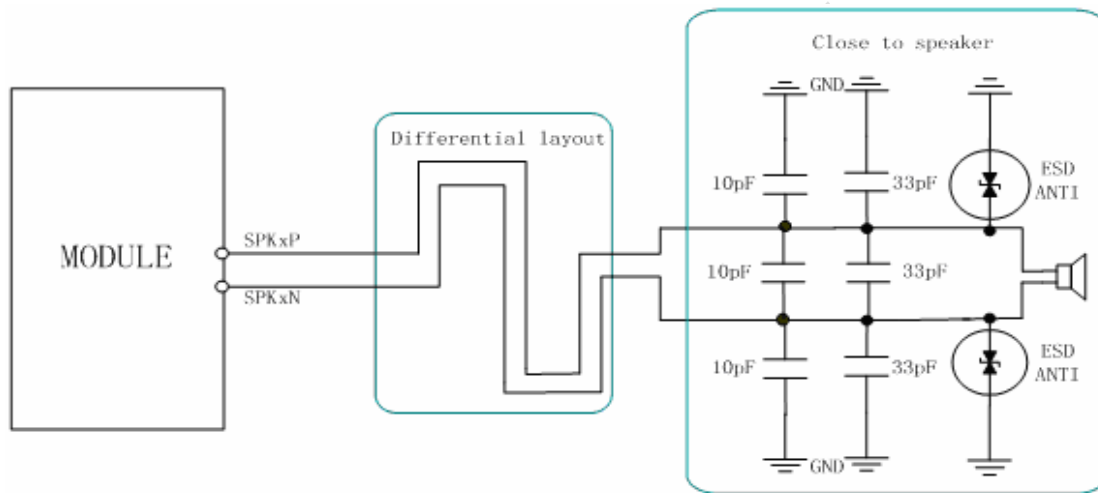 Close to speaker
GND
Differential layout
10pF
33pF
ESD
ANTI
SPKxP
MODULE
10pF
33pF
SPKxN
10pF
33pF
ESD
ANTI
GND